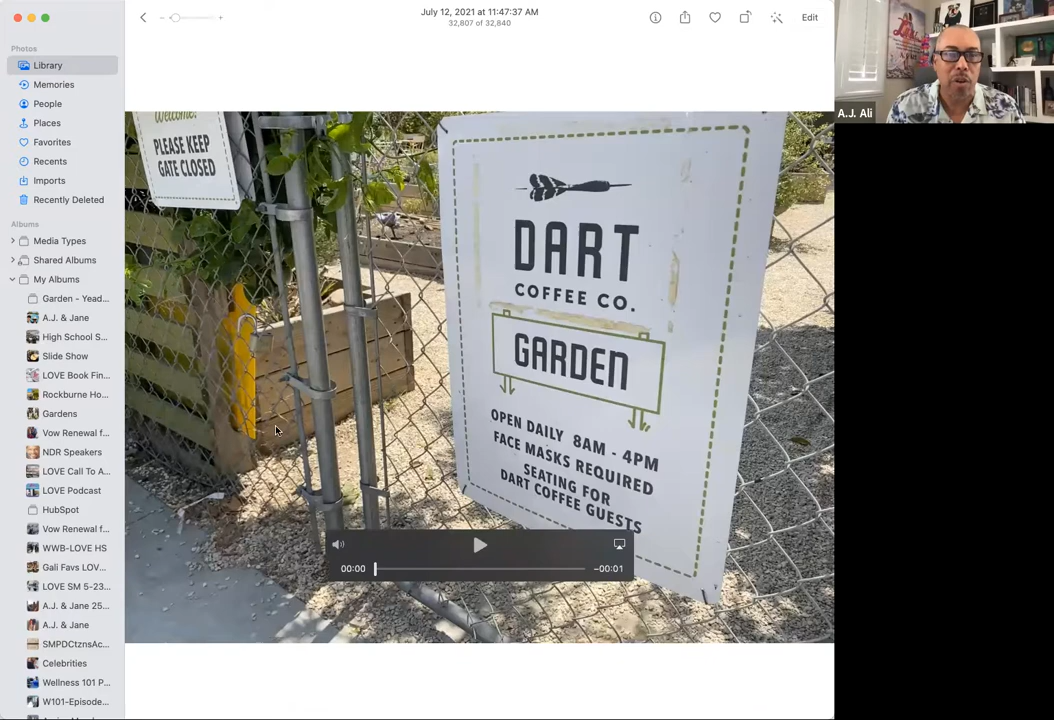 July 12, 2021 at 11:47:37 AM
32,807 of 32,840
Edit
Photos
Library
Memories
People
Places
Favorites
Recents
Imports
Recently Deleted
Albums
Media Types
Shared Albums
My Albums
Garden - Yead...
A.J. & Jane
High School S...
Slide Show
LOVE Book Fin...
Rockburne Ho...
Gardens
Vow Renewal f...
NDR Speakers
LOVE Call To A...
LOVE Podcast
HubSpot
Vow Renewal f...
WWB-LOVE HS
Gali Favs LOV...
LOVE SM 5-23...
A.J. & Jane 25...
A.J. & Jane
SMPDCtznsAc...
Celebrities
Wellness 101 P...
W101-Episode...
Welcome!
PLEASE KEEP
GATE CLOSED
DART
COFFEE CO.
GARDEN
OPEN DAILY 8AM - 4PM
FACE MASKS REQUIRED
SEATING FOR
DART COFFEE GUESTS
00:00
-00:01
A.J. Ali